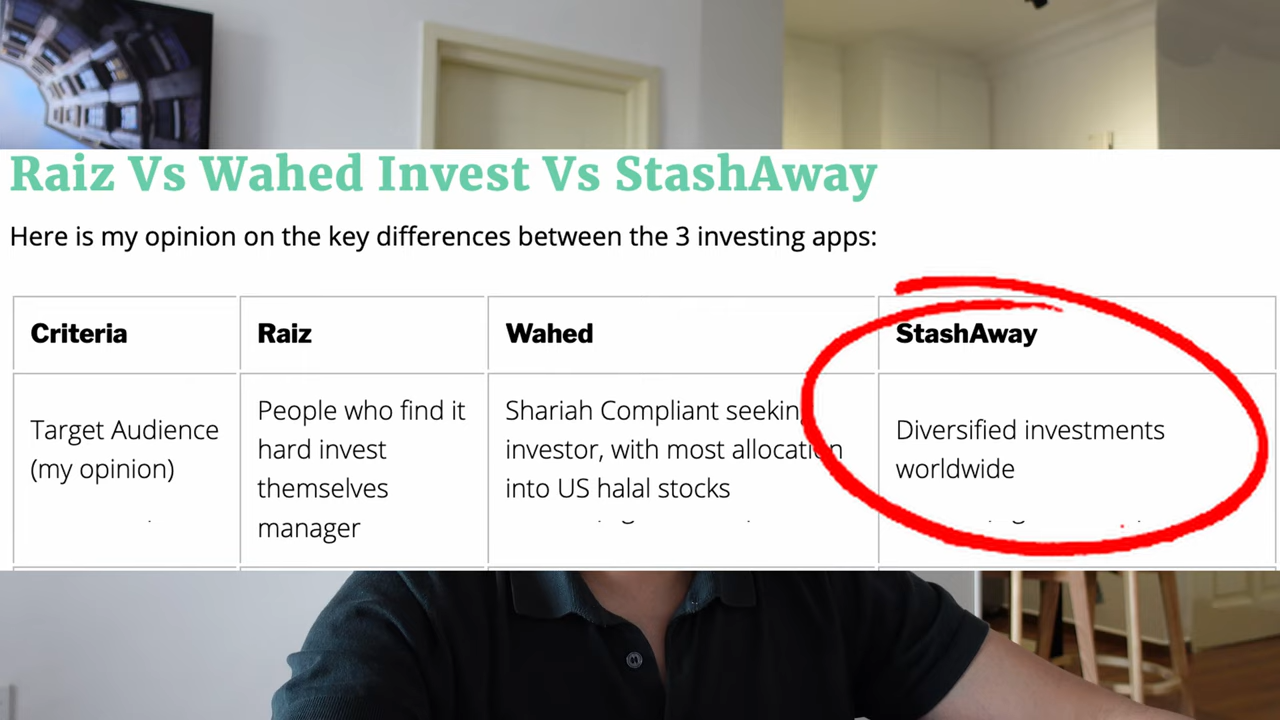 Raiz Vs Wahed Invest Vs StashAway
Here is my opinion on the key differences between the 3 investing apps:
Criteria
Raiz
Wahed
StashAway
Target Audience
(my opinion)
People who find it
hard invest
themselves
manager
Shariah Compliant seeking
investor, with most allocation
into US halal stocks
Diversified investments
worldwide